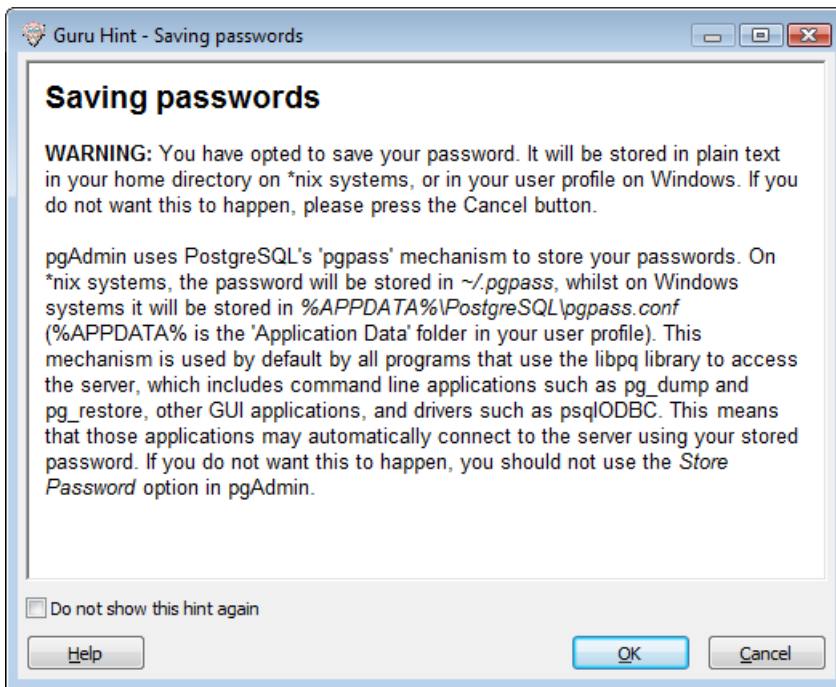 Guru Hint - Saving passwords
Saving passwords
WARNING: You have opted to save your password. It will be stored in plain text
in your home directory on *nix systems, or in your user profile on Windows. If you
do not want this to happen, please press the Cancel button.
pgAdmin uses PostgreSQL's 'pgpass' mechanism to store your passwords. On
*nix systems, the password will be stored in ~/.pgpass, whilst on Windows
systems it will be stored in %APPDATA%\PostgreSQL\pgpass.conf
(%APPDATA% is the 'Application Data' folder in your user profile). This
mechanism is used by default by all programs that use the libpq library to access
the server, which includes command line applications such as pg_dump and
pg_restore, other GUI applications, and drivers such as psqlODBC. This means
that those applications may automatically connect to the server using your stored
password. If you do not want this to happen, you should not use the Store
Password option in pgAdmin.
Do not show this hint again
Help OK Cancel